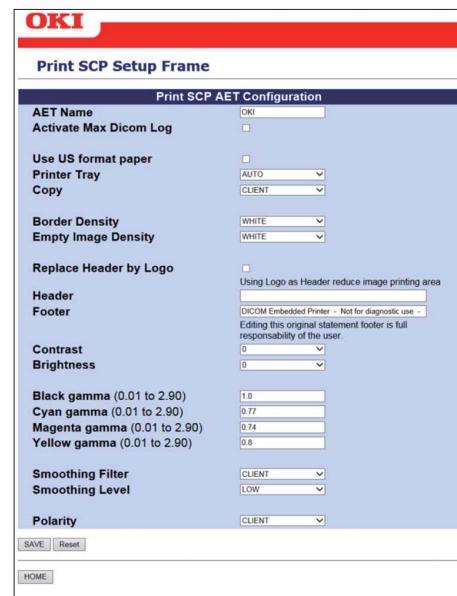 OKI
Print SCP Setup Frame
Print SCP AET Configuration
AET Name OKI
Activate Max Dicom Log
Use US format paper
Printer Tray AUTO
Copy CLIENT
Border Density WHITE
Empty Image Density WHITE
Replace Header by Logo
Using Logo as Header reduce image printing area
Header
Footer DICOM Embedded Printer - Not for diagnostic use -
Editing this original statement footer is full
responsability of the user.
Contrast 0
Brightness 0
Black gamma (0.01 to 2.90) 1.0
Cyan gamma (0.01 to 2.90) 0.77
Magenta gamma (0.01 to 2.90) 0.74
Yellow gamma (0.01 to 2.90) 0.8
Smoothing Filter CLIENT
Smoothing Level LOW
Polarity CLIENT
SAVE Reset
HOME